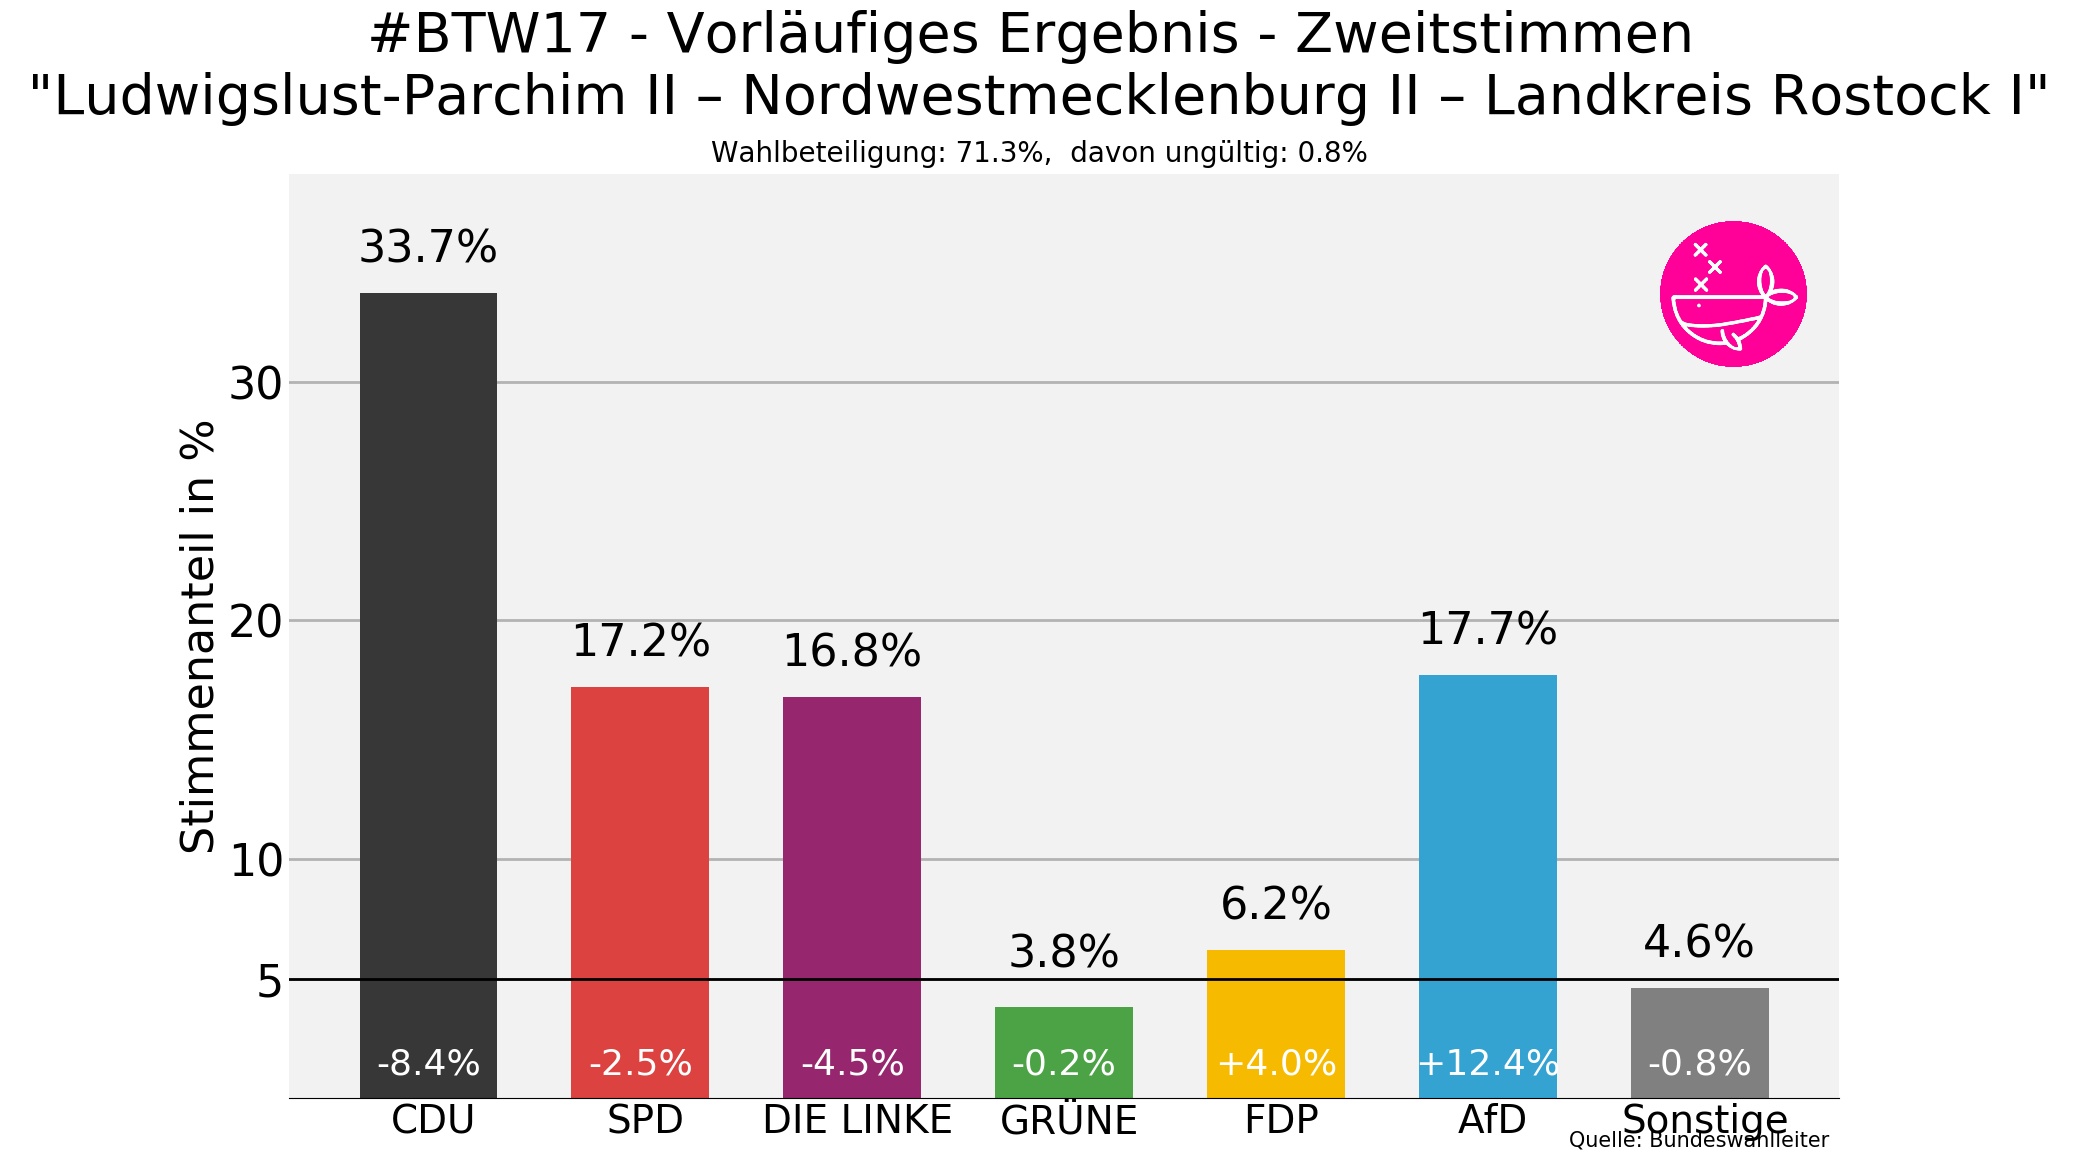 #BTW17 - Vorläufiges Ergebnis - Zweitstimmen
"Ludwigslust-Parchim II – Nordwestmecklenburg II – Landkreis Rostock I"
Wahlbeteiligung: 71.3%,  davon ungültig: 0.8%
Stimmenanteil in %
30
20
10
5
33.7%
17.2%
16.8%
3.8%
6.2%
17.7%
4.6%
-8.4%
-2.5%
-4.5%
-0.2%
+4.0%
+12.4%
-0.8%
CDU
SPD
DIE LINKE
GRÜNE
FDP
AfD
Sonstige
Quelle: Bundeswahlleiter